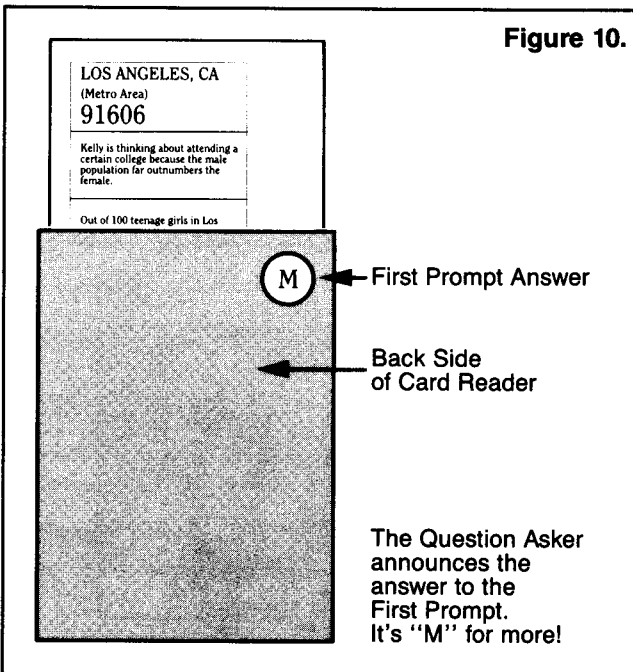 Figure 10.
LOS ANGELES, CA
(Metro Area)
91606
Kelly is thinking about attending a
certain college because the male
population far outnumbers the
female.
Out of 100 teenage girls in Los
M
First Prompt Answer
Back Side
of Card Reader
The Question Asker
announces the
answer to the
First Prompt.
It's "M" for more!